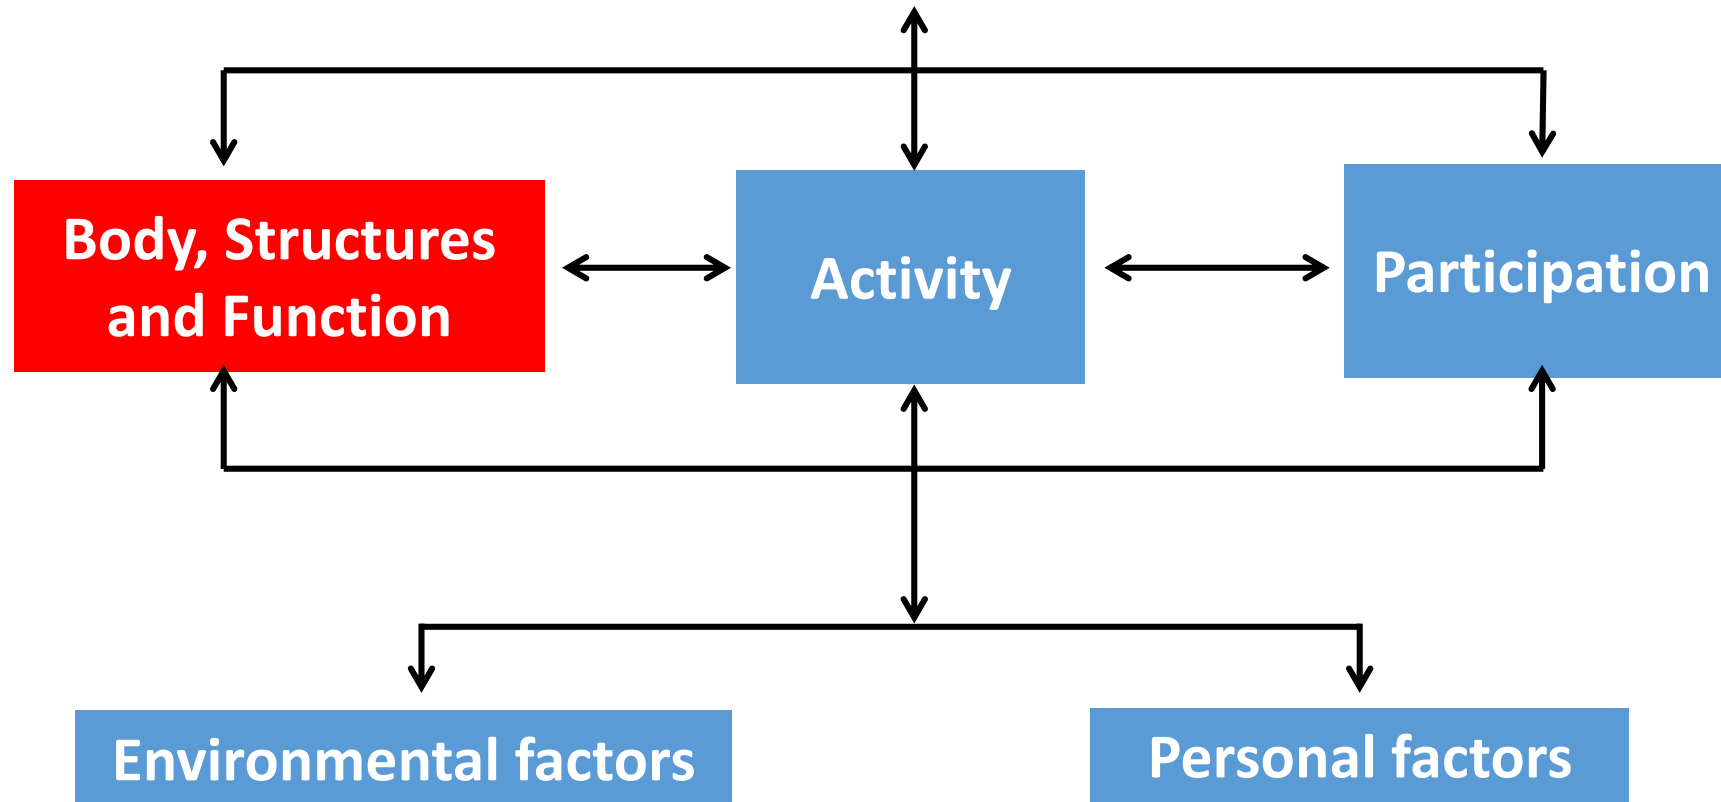 Body, Structures
and Function
Activity
Participation
Environmental factors
Personal factors